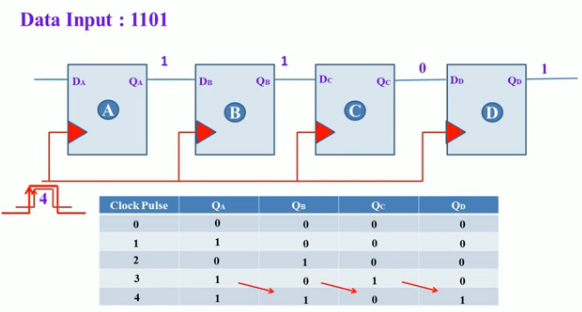 Data Input : 1101
1 1 0 1
DA QA DB QB DC QC DD QD
A B C D
4
Clock Pulse QA QB QC QD
0 0 0 0 0
1 1 0 0 0
2 0 1 0 0
3 1 0 1 0
4 1 1 0 1